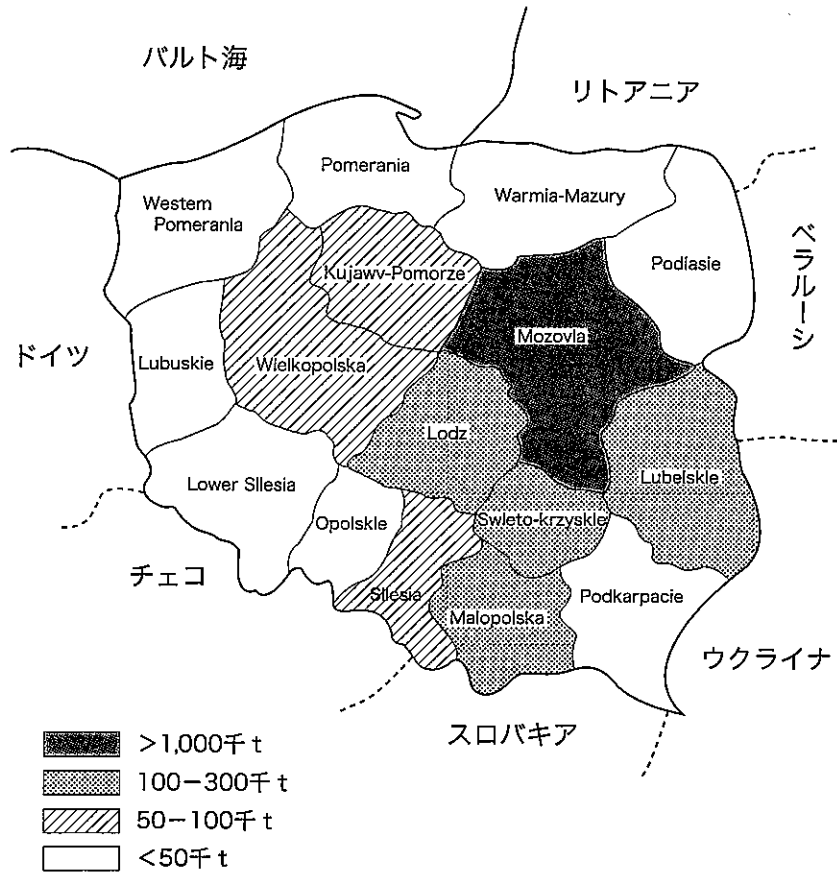 バルト海
リトアニア
Pomerania
Warmia-Mazury
Western
Pomeranla
ベラルーシ
Podlasie
Kujawv-Pomorze
Mozovla
ドイツ
Lubuskie
Wielkopolska
Lodz
Lower Sllesia
Lubelskle
Opolskle
Swleto-krzyskle
チェコ
Sllesia
Malopolska
Podkarpacie
ウクライナ
スロバキア
>1,000千t
100-300千t
50-100千t
<50千t